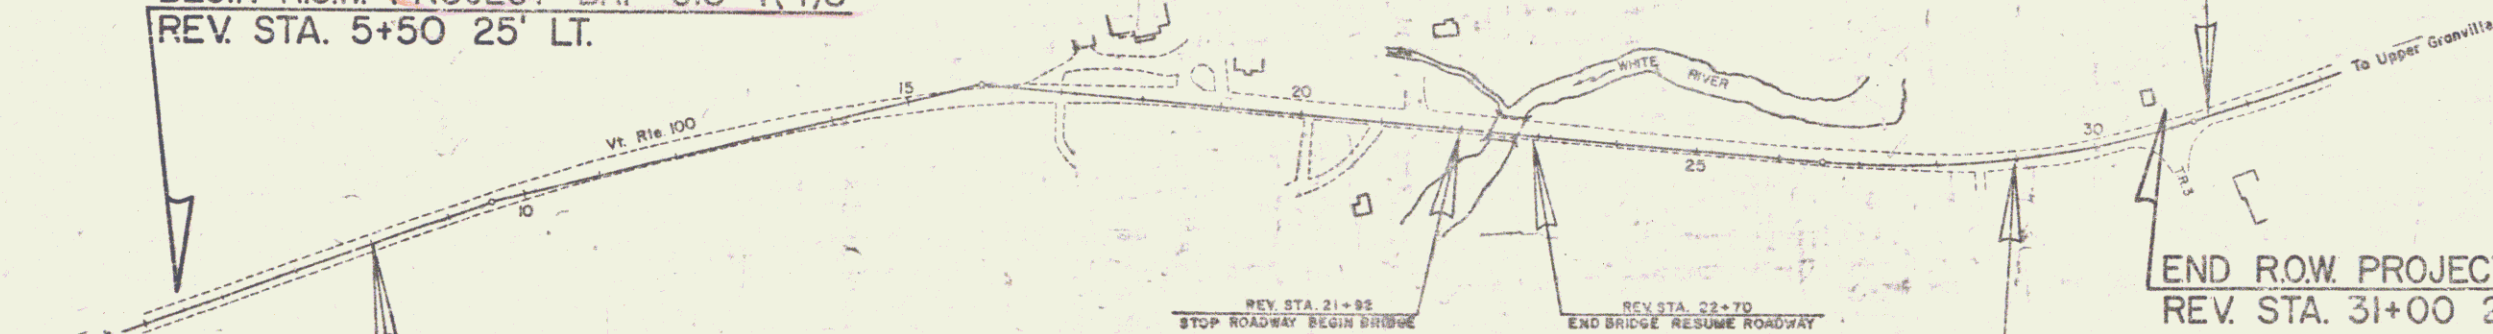 REV. STA. 5+50 25' LT.
Vt. Rte. 100
10
15
20
WHITE RIVER
25
30
To Upper Granville
TR.3
REV. STA. 21+92
STOP ROADWAY BEGIN BRIDGE
REV. STA. 22+70
END BRIDGE RESUME ROADWAY
END R.O.W. PROJEC
REV. STA. 31+00 2